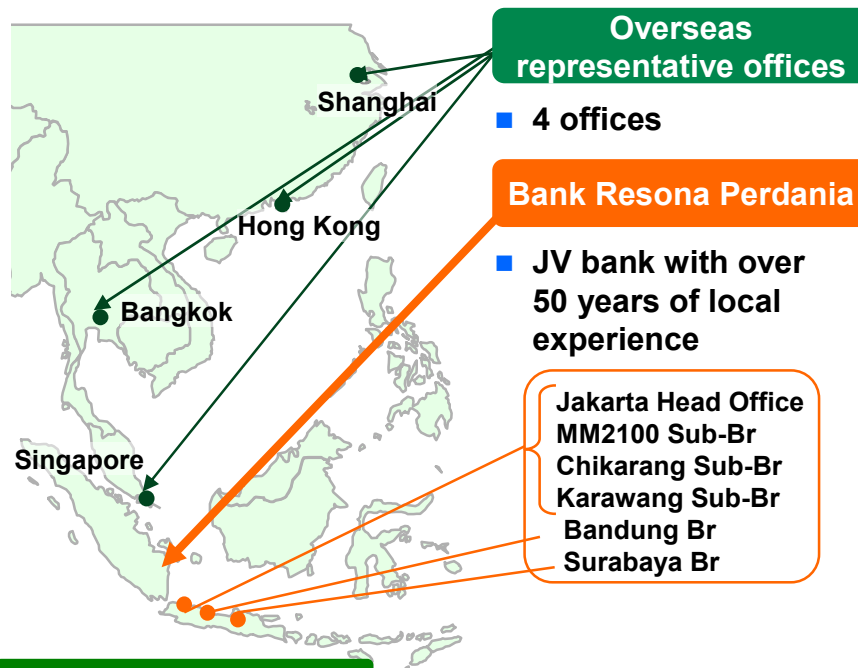 Overseas
representative offices
4 offices
Bank Resona Perdania
JV bank with over
50 years of local
experience
Jakarta Head Office
MM2100 Sub-Br
Chikarang Sub-Br
Karawang Sub-Br
Bandung Br
Surabaya Br
Shanghai
Hong Kong
Bangkok
Singapore